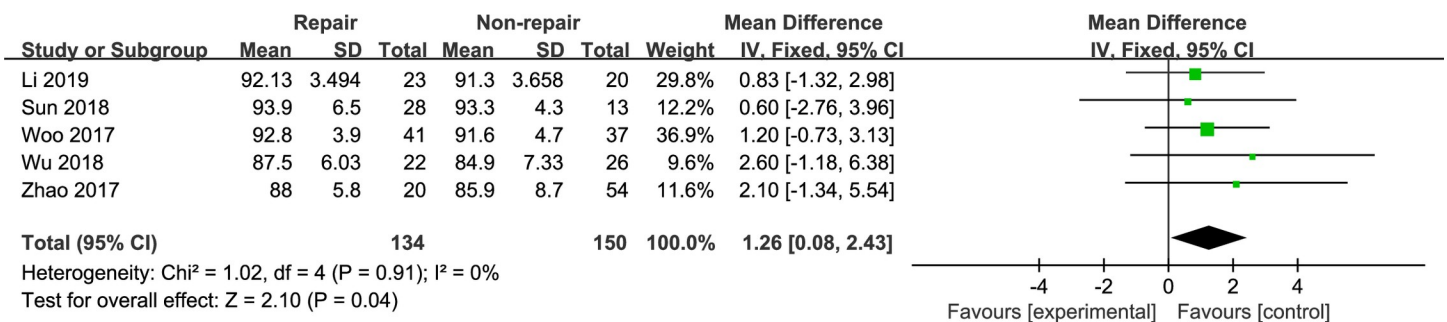 Repair Non-repair Mean Difference Mean Difference
Study or Subgroup Mean SD Total Mean SD Total Weight IV, Fixed, 95% CI IV, Fixed, 95% CI
Li 2019 92.13 3.494 23 91.3 3.658 20 29.8% 0.83 [-1.32, 2.98]
Sun 2018 93.9 6.5 28 93.3 4.3 13 12.2% 0.60 [-2.76, 3.96]
Woo 2017 92.8 3.9 41 91.6 4.7 37 36.9% 1.20 [-0.73, 3.13]
Wu 2018 87.5 6.03 22 84.9 7.33 26 9.6% 2.60 [-1.18, 6.38]
Zhao 2017 88 5.8 20 85.9 8.7 54 11.6% 2.10 [-1.34, 5.54]
Total (95% CI) 134 150 100.0% 1.26 [0.08, 2.43]
Heterogeneity: Chi² = 1.02, df = 4 (P = 0.91); I² = 0%
Test for overall effect: Z = 2.10 (P = 0.04)
-4 -2 0 2 4
Favours [experimental] Favours [control]